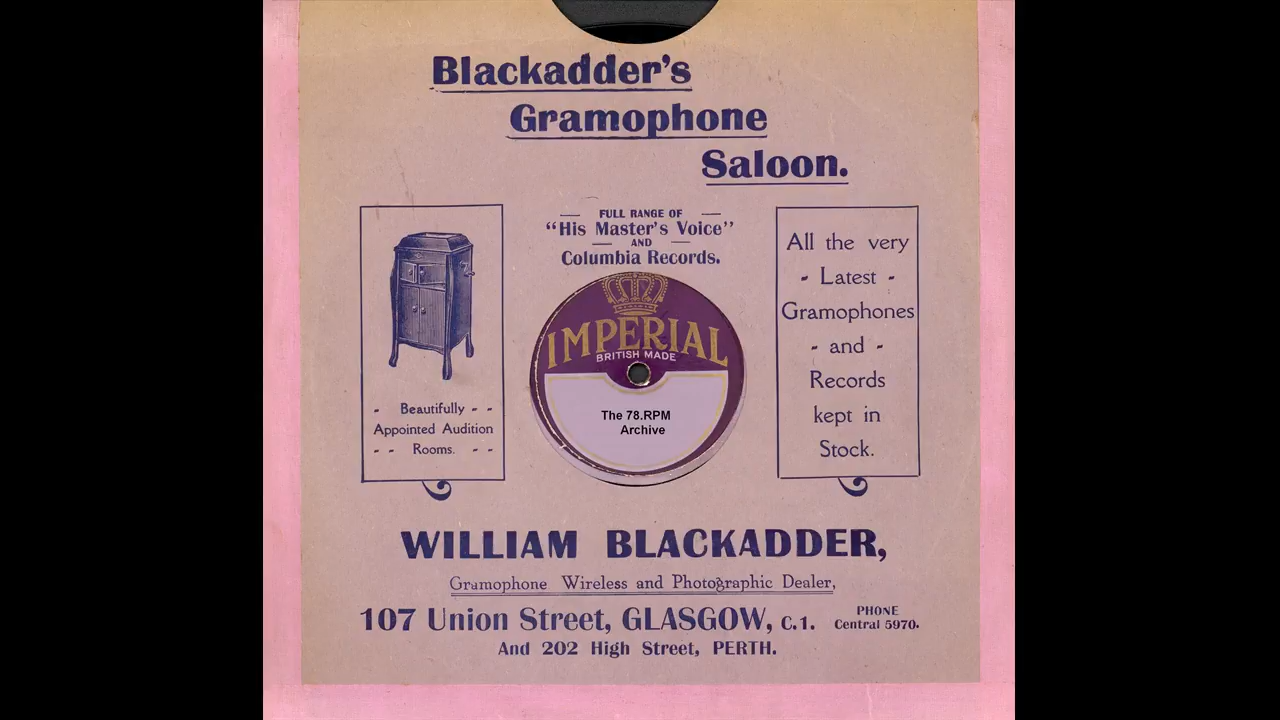 Blackadder's
Gramophone
Saloon.
FULL RANGE OF
"His Master's Voice"
AND
Columbia Records.
- Beautifully - -
Appointed Audition
- - Rooms. - -
IMPERIAL
BRITISH MADE
The 78.RPM
Archive
All the very
- Latest -
Gramophones
- and -
Records
kept in
Stock.
WILLIAM BLACKADDER,
Gramophone Wireless and Photographic Dealer,
107 Union Street, GLASGOW, C.1.
PHONE
Central 5970.
And 202 High Street, PERTH.